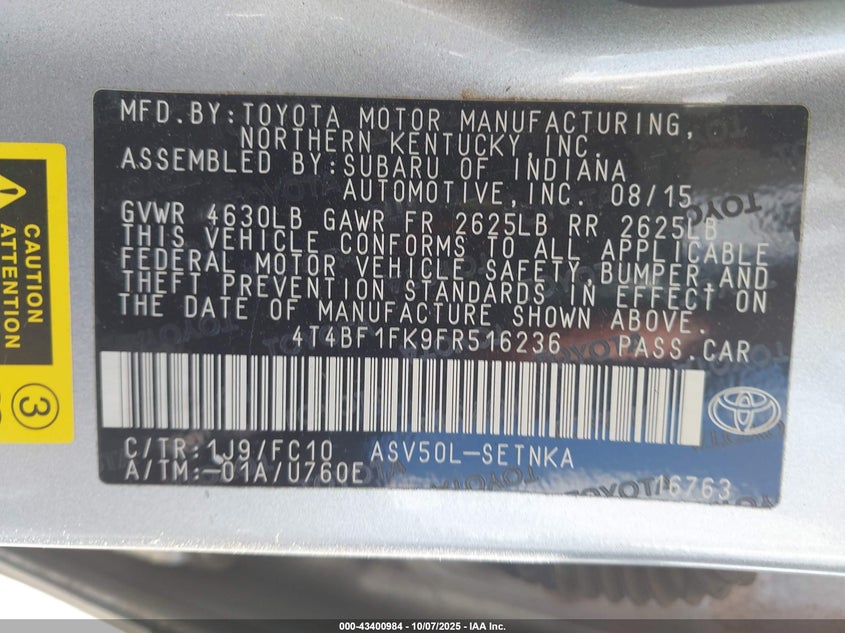 MFD.BY:TOYOTA MOTOR MANUFACTURING,
NORTHERN KENTUCKY,INC.
ASSEMBLED BY:SUBARU OF INDIANA
AUTOMOTIVE,INC. 08/15
GVWR 4630LB GAWR FR 2625LB RR 2625LB
THIS VEHICLE CONFORMS TO ALL APPLICABLE
FEDERAL MOTOR VEHICLE SAFETY,BUMPER,AND
THEFT PREVENTION STANDARDS IN EFFECT ON
THE DATE OF MANUFACTURE SHOWN ABOVE.
4T4BF1FK9FR516236 PASS.CAR
C/TR:1J9/FC10 ASV50L-SETNKA
A/TM:-01A/U760E
16763
TOYOTA
CAUTION
ATTENTION
3
000-43400984 - 10/07/2025 - IAA Inc.